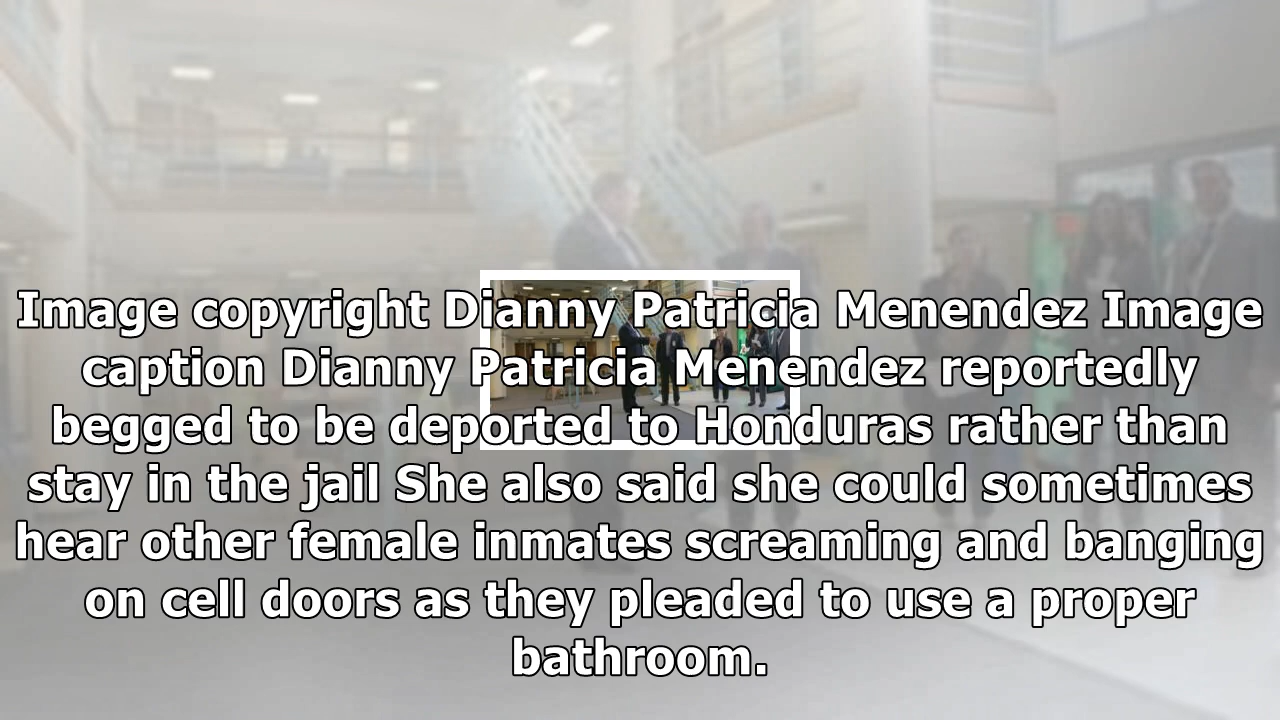 Image copyright Dianny Patricia Menendez Image
caption Dianny Patricia Menendez reportedly
begged to be deported to Honduras rather than
stay in the jail She also said she could sometimes
hear other female inmates screaming and banging
on cell doors as they pleaded to use a proper
bathroom.